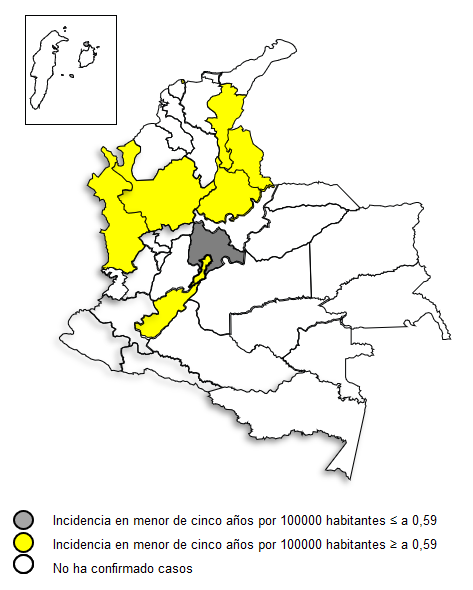 Incidencia en menor de cinco años por 100000 habitantes ≤ a 0,59
Incidencia en menor de cinco años por 100000 habitantes ≥ a 0,59
No ha confirmado casos